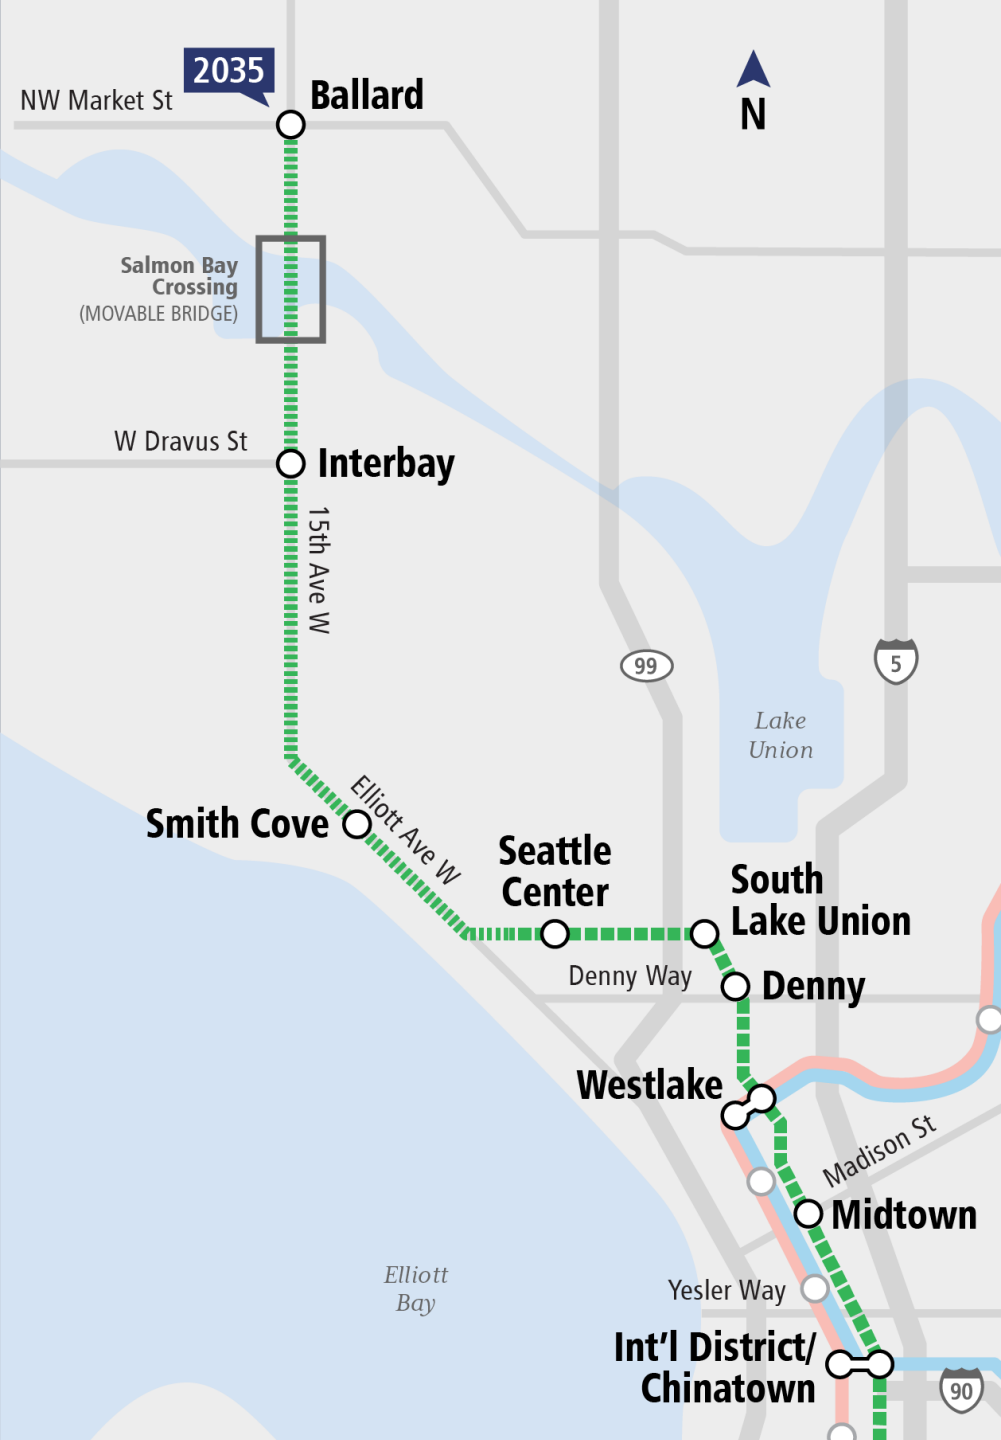 2035
Ballard
NW Market St
N
Salmon Bay
Crossing
(MOVABLE BRIDGE)
W Dravus St
Interbay
15th Ave W
99
5
Lake
Union
Elliott Ave W
Smith Cove
Seattle
Center
South
Lake Union
Denny Way
Denny
Westlake
Madison St
Midtown
Elliott
Bay
Yesler Way
Int'l District/
Chinatown
90